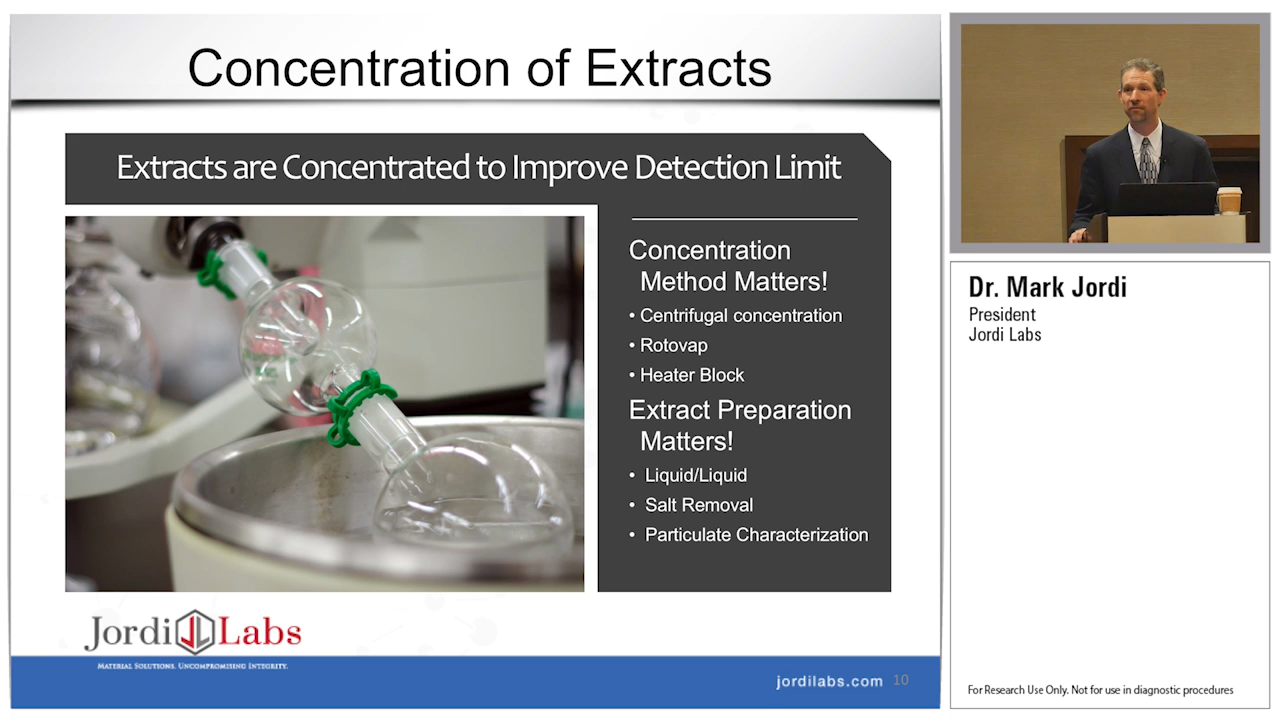 Concentration of Extracts
Extracts are Concentrated to Improve Detection Limit
Concentration
Method Matters!
• Centrifugal concentration
• Rotovap
• Heater Block
Extract Preparation
Matters!
• Liquid/Liquid
• Salt Removal
• Particulate Characterization
Jordi JL Labs
Material Solutions. Uncompromising Integrity.
jordilabs.com 10
Dr. Mark Jordi
President
Jordi Labs
For Research Use Only. Not for use in diagnostic procedures